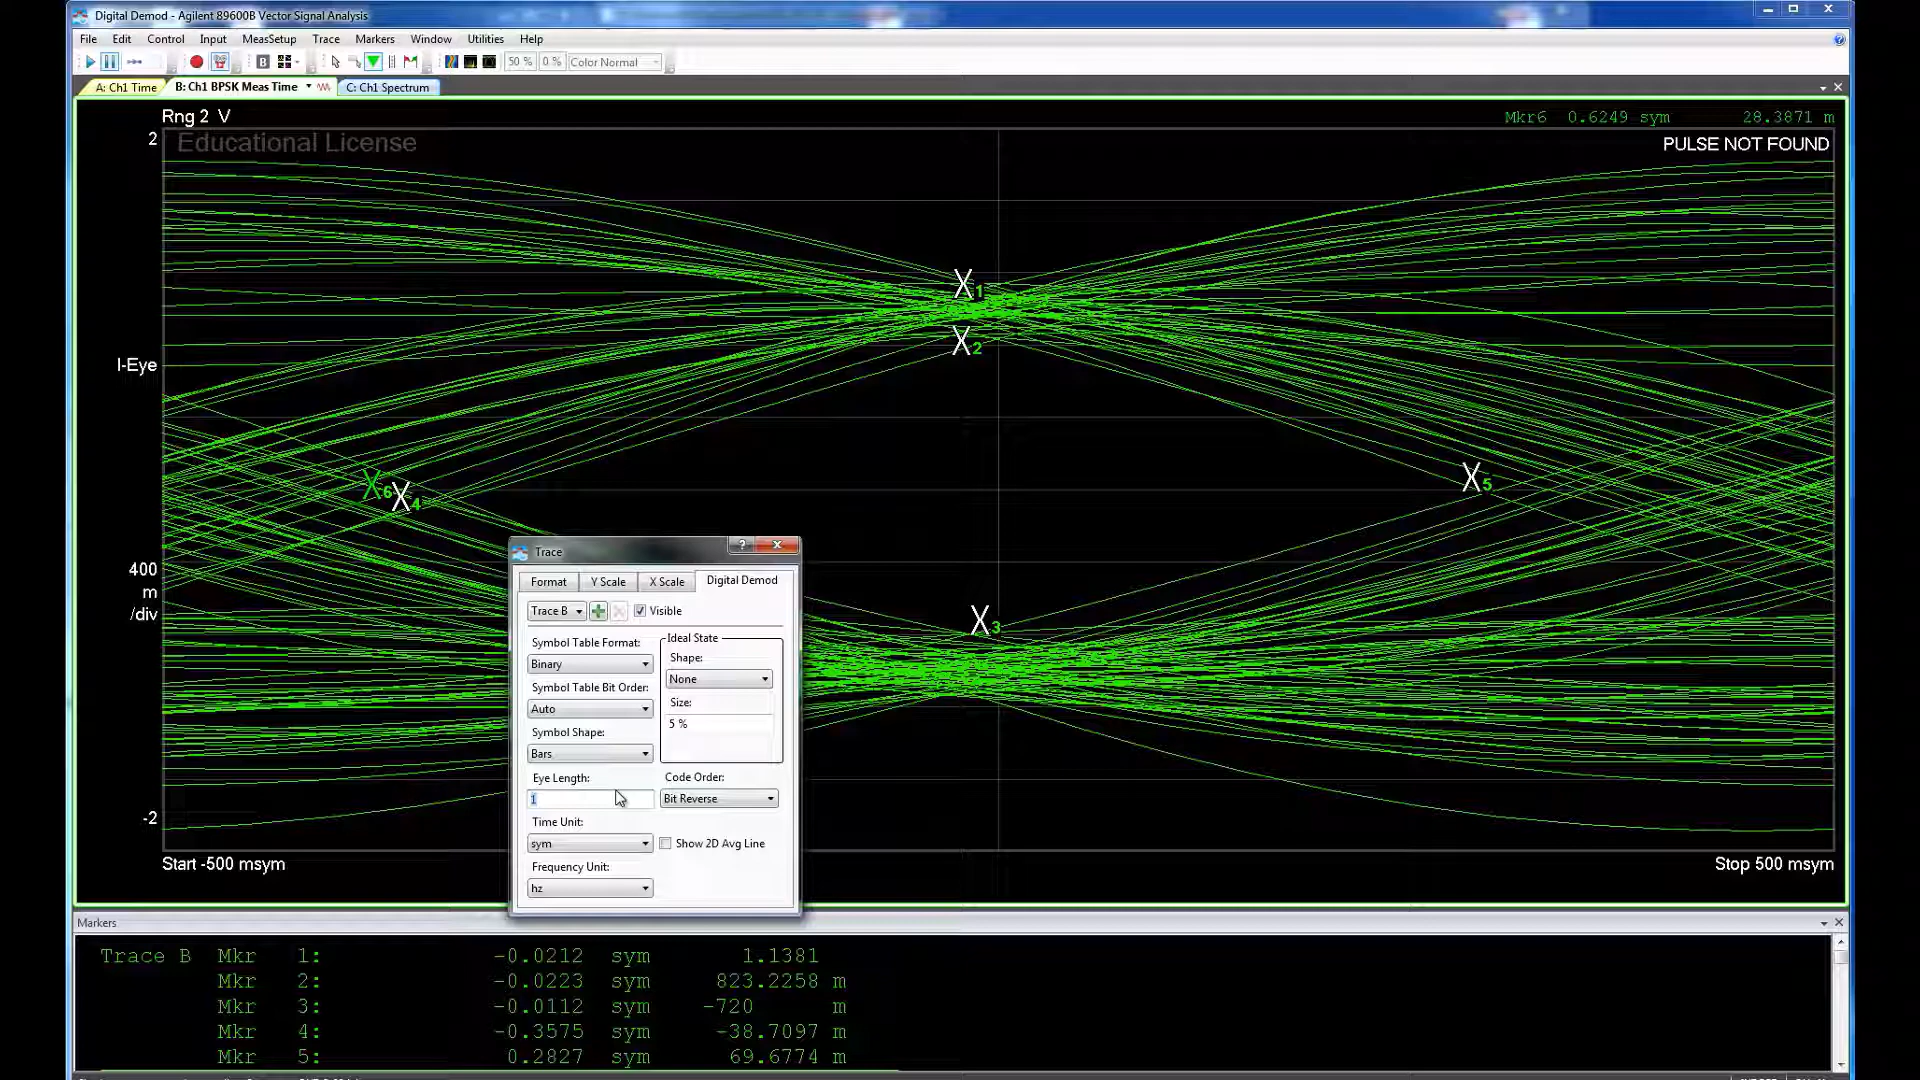 Digital Demod - Agilent 89600B Vector Signal Analysis
File Edit Control Input MeasSetup Trace Markers Window Utilities Help
B 50 % 0 % Color Normal
A: Ch1 Time B: Ch1 BPSK Meas Time C: Ch1 Spectrum
Rng 2 V Mkr6 0.6249 sym 28.3871 m
2 Educational License PULSE NOT FOUND
1
2
I-Eye
6
4
5
400
m
/div
3
-2
Start -500 msym Stop 500 msym
Trace
Format Y Scale X Scale Digital Demod
Trace B Visible
Symbol Table Format: Ideal State
Binary Shape:
Symbol Table Bit Order: None
Auto Size:
Symbol Shape: 5 %
Bars
Eye Length: Code Order:
1 Bit Reverse
Time Unit:
sym Show 2D Avg Line
Frequency Unit:
hz
Markers
Trace B Mkr 1: -0.0212 sym 1.1381
Mkr 2: -0.0223 sym 823.2258 m
Mkr 3: -0.0112 sym -720 m
Mkr 4: -0.3575 sym -38.7097 m
Mkr 5: 0.2827 sym 69.6774 m